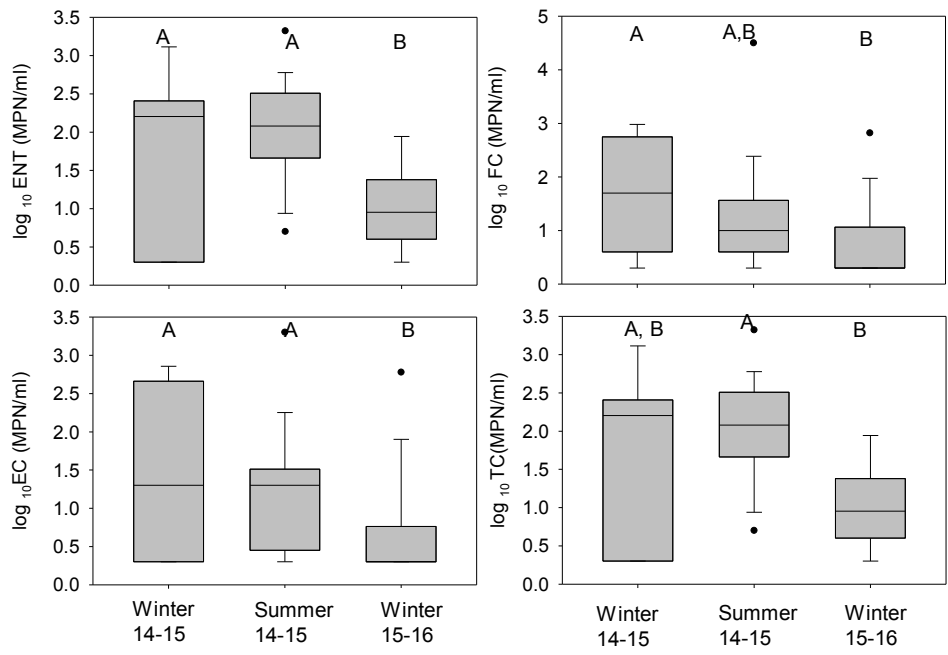 3.5
3.0
2.5
2.0
1.5
1.0
0.5
0.0
log 10 ENT (MPN/ml)
A
A
B
5
4
3
2
1
0
log 10 FC (MPN/ml)
A
A,B
B
3.5
3.0
2.5
2.0
1.5
1.0
0.5
0.0
log 10EC (MPN/ml)
A
A
B
Winter
14-15
Summer
14-15
Winter
15-16
3.5
3.0
2.5
2.0
1.5
1.0
0.5
0.0
log 10 TC(MPN/ml)
A, B
A
B
Winter
14-15
Summer
14-15
Winter
15-16